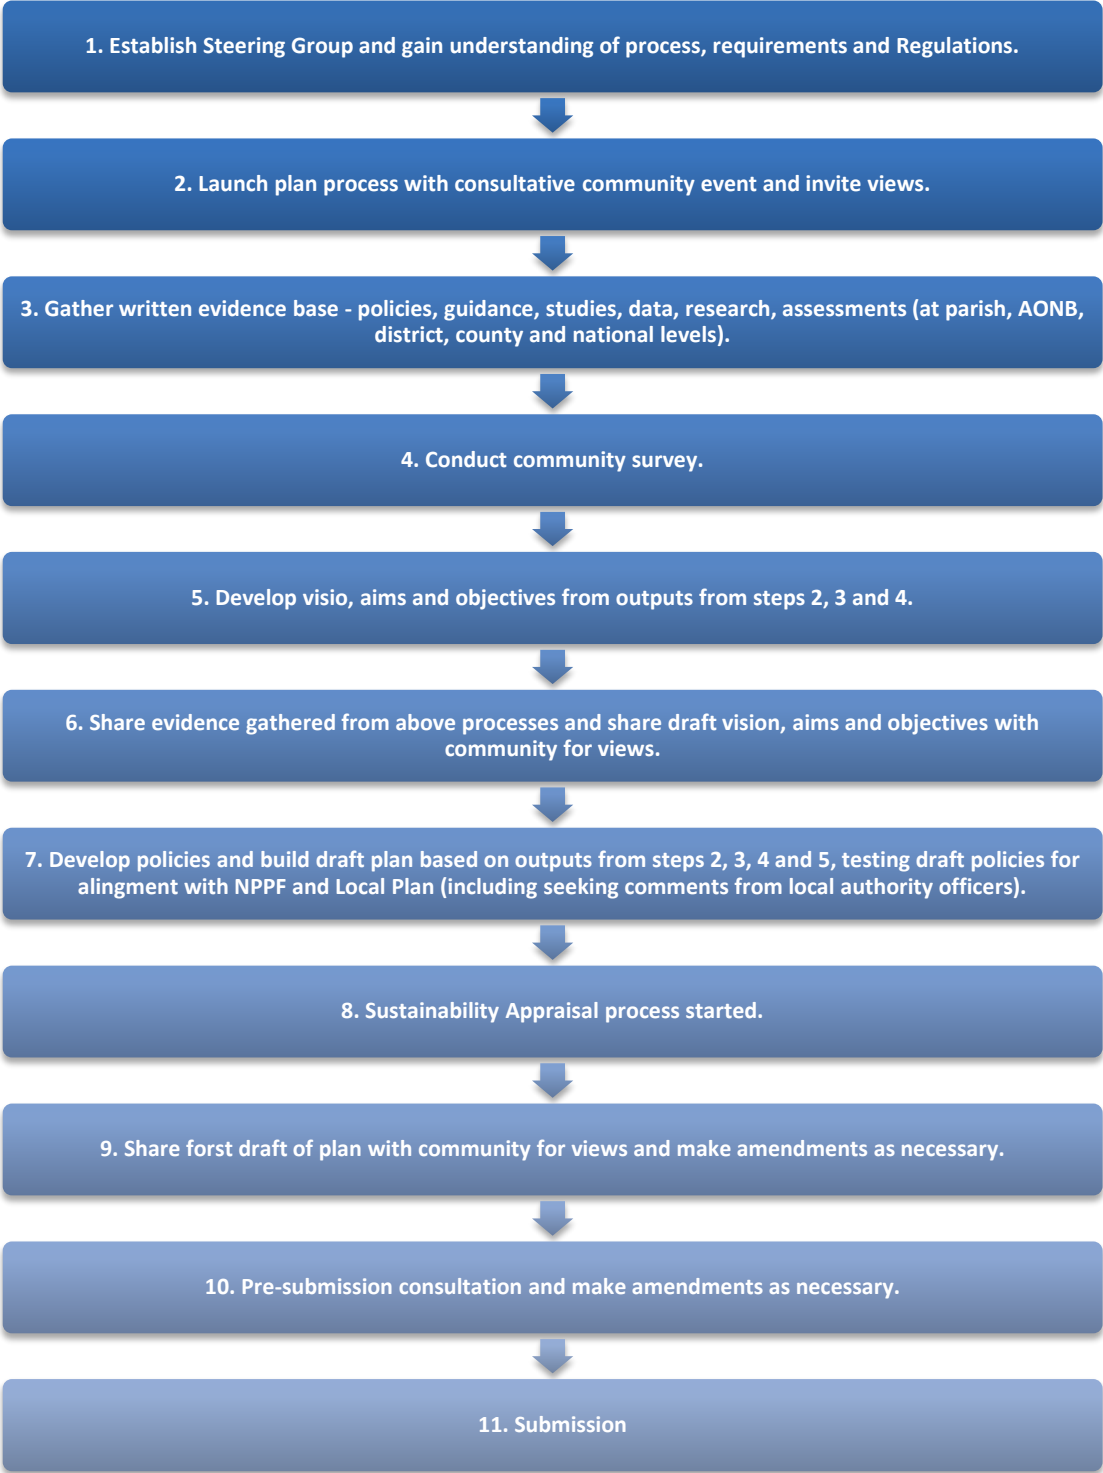 1. Establish Steering Group and gain understanding of process, requirements and Regulations.
2. Launch plan process with consultative community event and invite views.
3. Gather written evidence base - policies, guidance, studies, data, research, assessments (at parish, AONB,
district, county and national levels).
4. Conduct community survey.
5. Develop visio, aims and objectives from outputs from steps 2, 3 and 4.
6. Share evidence gathered from above processes and share draft vision, aims and objectives with
community for views.
7. Develop policies and build draft plan based on outputs from steps 2, 3, 4 and 5, testing draft policies for
alingment with NPPF and Local Plan (including seeking comments from local authority officers).
8. Sustainability Appraisal process started.
9. Share forst draft of plan with community for views and make amendments as necessary.
10. Pre-submission consultation and make amendments as necessary.
11. Submission